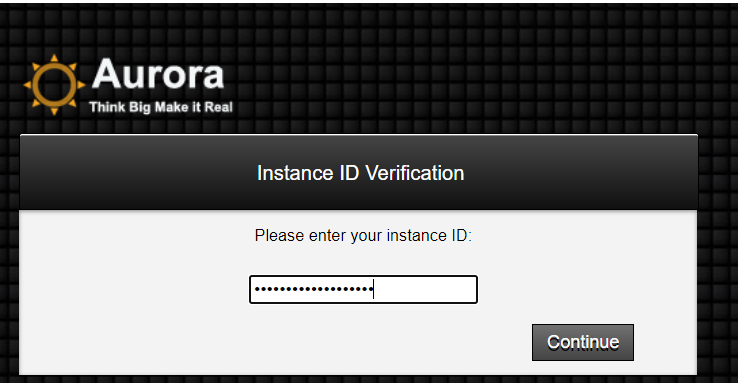 Aurora
Think Big Make it Real
Instance ID Verification
Please enter your instance ID:
•••••••••••••••••••
Continue